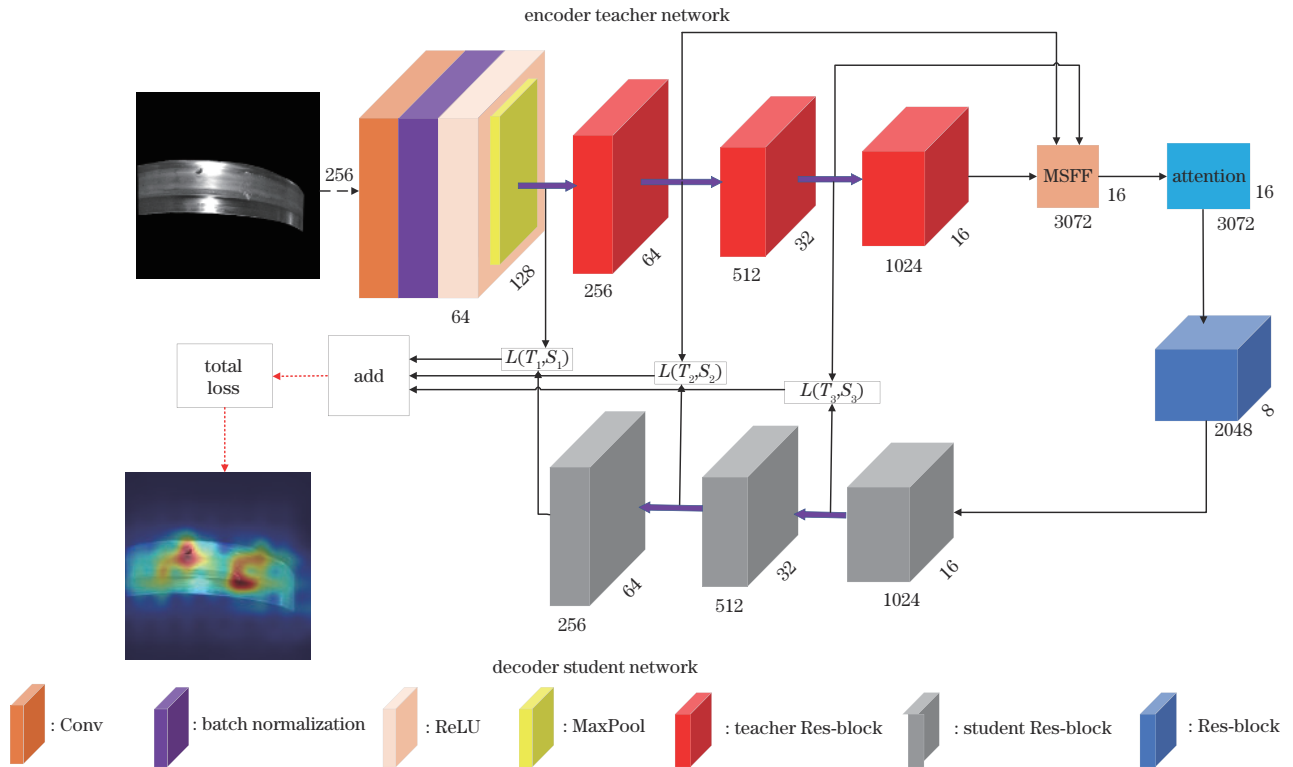 encoder teacher network
256
64
128
256
64
512
32
1024
16
MSFF
16
3072
attention
16
3072
total
loss
add
L(T₁,S₁)
L(T₂,S₂)
L(T₃,S₃)
2048
8
256
64
512
32
1024
16
decoder student network
: Conv
: batch normalization
: ReLU
: MaxPool
: teacher Res-block
: student Res-block
: Res-block